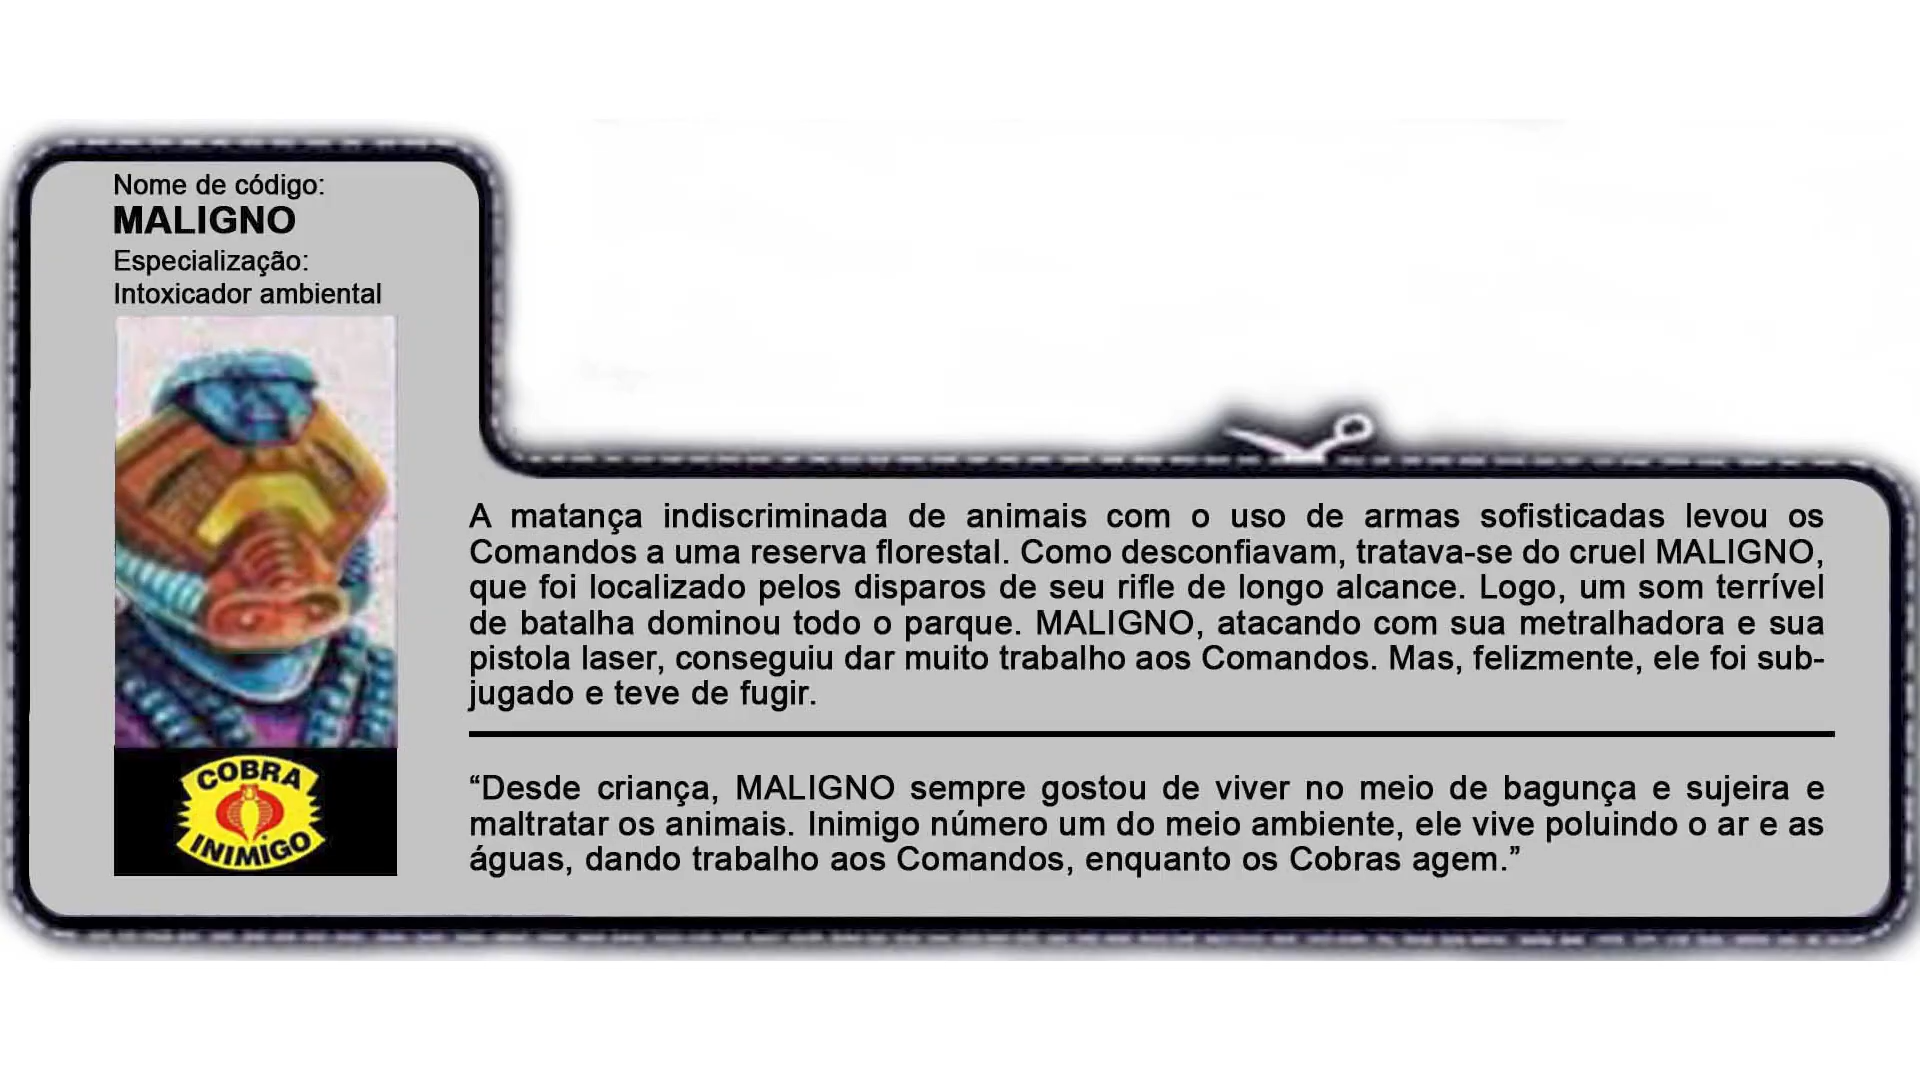 Nome de código:
MALIGNO
Especialização:
Intoxicador ambiental
COBRA
INIMIGO
A matança indiscriminada de animais com o uso de armas sofisticadas levou os
Comandos a uma reserva florestal. Como desconfiavam, tratava-se do cruel MALIGNO,
que foi localizado pelos disparos de seu rifle de longo alcance. Logo, um som terrível
de batalha dominou todo o parque. MALIGNO, atacando com sua metralhadora e sua
pistola laser, conseguiu dar muito trabalho aos Comandos. Mas, felizmente, ele foi sub-
jugado e teve de fugir.
“Desde criança, MALIGNO sempre gostou de viver no meio de bagunça e sujeira e
maltratar os animais. Inimigo número um do meio ambiente, ele vive poluindo o ar e as
águas, dando trabalho aos Comandos, enquanto os Cobras agem.”